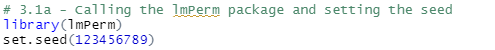 # 3.1a - Calling the lmPerm package and setting the seed
library(lmPerm)
set.seed(123456789)